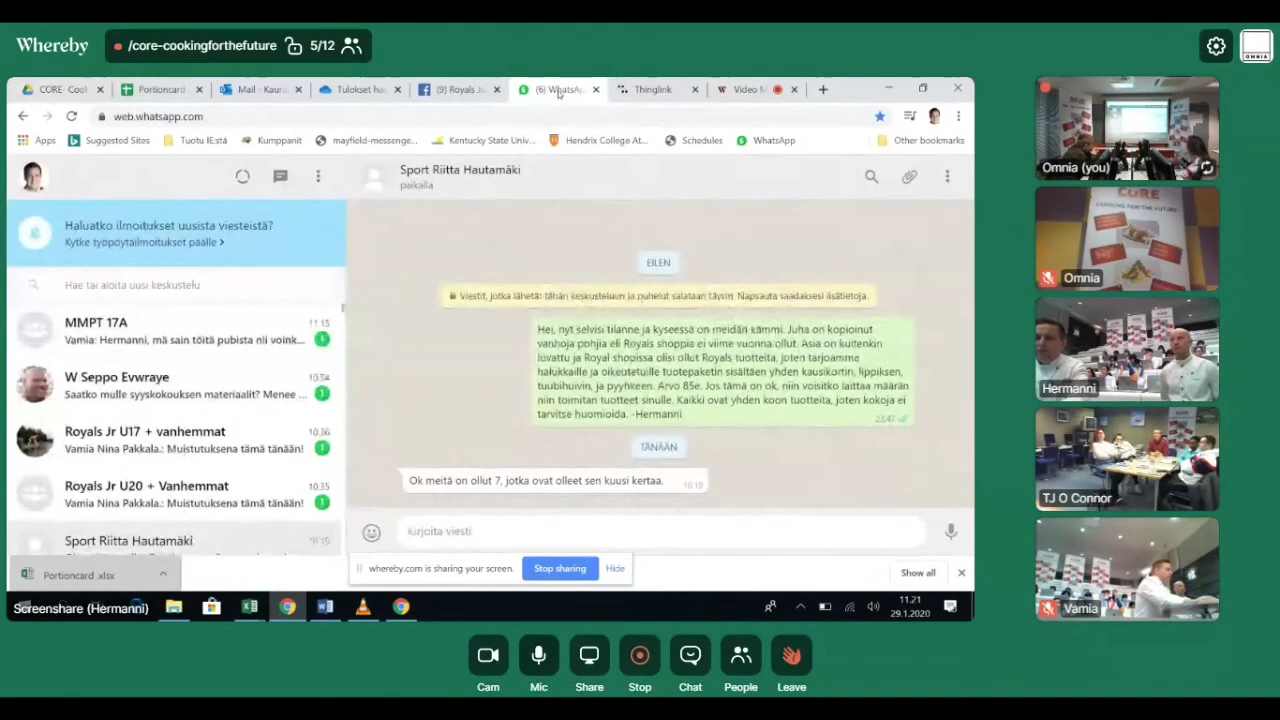 Whereby
/core-cookingforthefuture
5/12
OMNIA
CORE- Cool
Portioncard
Mail - Kaura
Tulokset hau
(9) Royals Ju
(6) WhatsAp
Thinglink
Video M
web.whatsapp.com
Apps
Suggested Sites
Tuotu IE:stä
Kumppanit
mayfield-messenge...
Kentucky State Univ...
Hendrix College At...
Schedules
WhatsApp
Other bookmarks
Sport Riitta Hautamäki
paikalla
Haluatko ilmoitukset uusista viesteistä?
Kytke työpöytäilmoitukset päälle >
Hae tai aloita uusi keskustelu
MMPT 17A
11.15
Vamia: Hermanni, mä sain töitä pubista nii voink...
1
W Seppo Evwraye
10.54
Saatko mulle syyskokouksen materiaalit? Menee ...
1
Royals Jr U17 + vanhemmat
10.36
Vamia Nina Pakkala.: Muistutuksena tämä tänään!
1
Royals Jr U20 + Vanhemmat
10.35
Vamia Nina Pakkala.: Muistutuksena tämä tänään!
1
Sport Riitta Hautamäki
10.19
EILEN
Viestit, jotka lähetät tähän keskusteluun ja puhelut salataan täysin. Napsauta saadaksesi lisätietoja.
Hei, nyt selvisi tilanne ja kyseessä on meidän kämmi. Juha on kopioinut
vanhoja pohjia eli Royals shoppia ei viime vuonna ollut. Asia on kuitenkin
luvattu ja Royal shopissa olisi ollut Royals tuotteita, joten tarjoamme
halukkaille ja oikeutetuille tuotepaketin sisältäen yhden kausikortin, lippiksen,
tuubihuivin, ja pyyhkeen. Arvo 85e. Jos tämä on ok, niin voisitko laittaa määrän
niin toimitan tuotteet sinulle. Kaikki ovat yhden koon tuotteita, joten kokoja ei
tarvitse huomioida. -Hermanni
23.47
TÄNÄÄN
Ok meitä on ollut 7, jotka ovat olleet sen kuusi kertaa.
10.19
Kirjoita viesti
whereby.com is sharing your screen.
Stop sharing
Hide
Portioncard .xlsx
Show all
Screenshare (Hermanni)
11.21
29.1.2020
Omnia (you)
CORE
COOKING FOR THE FUTURE
Omnia
Hermanni
TJ O Connor
Vamia
Cam
Mic
Share
Stop
Chat
People
Leave